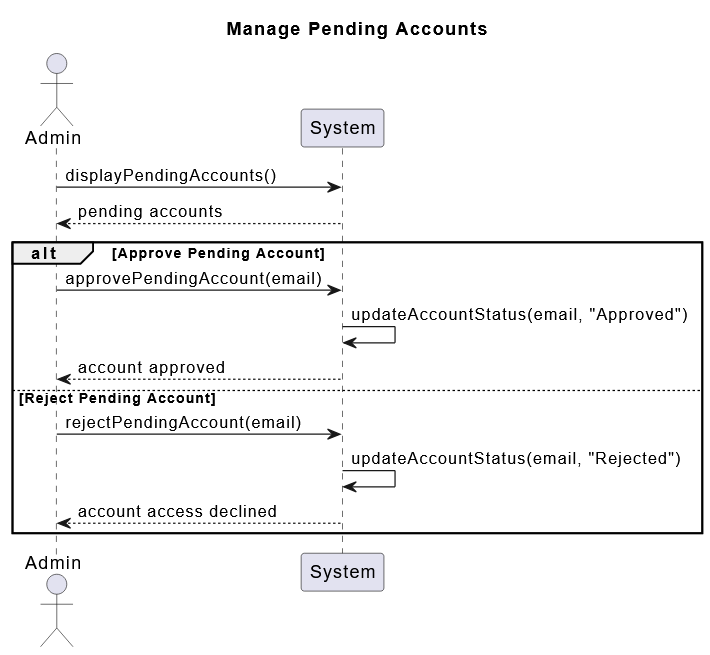 Manage Pending Accounts
Admin
System
displayPendingAccounts()
pending accounts
alt [Approve Pending Account]
approvePendingAccount(email)
updateAccountStatus(email, "Approved")
account approved
[Reject Pending Account]
rejectPendingAccount(email)
updateAccountStatus(email, "Rejected")
account access declined
Admin
System